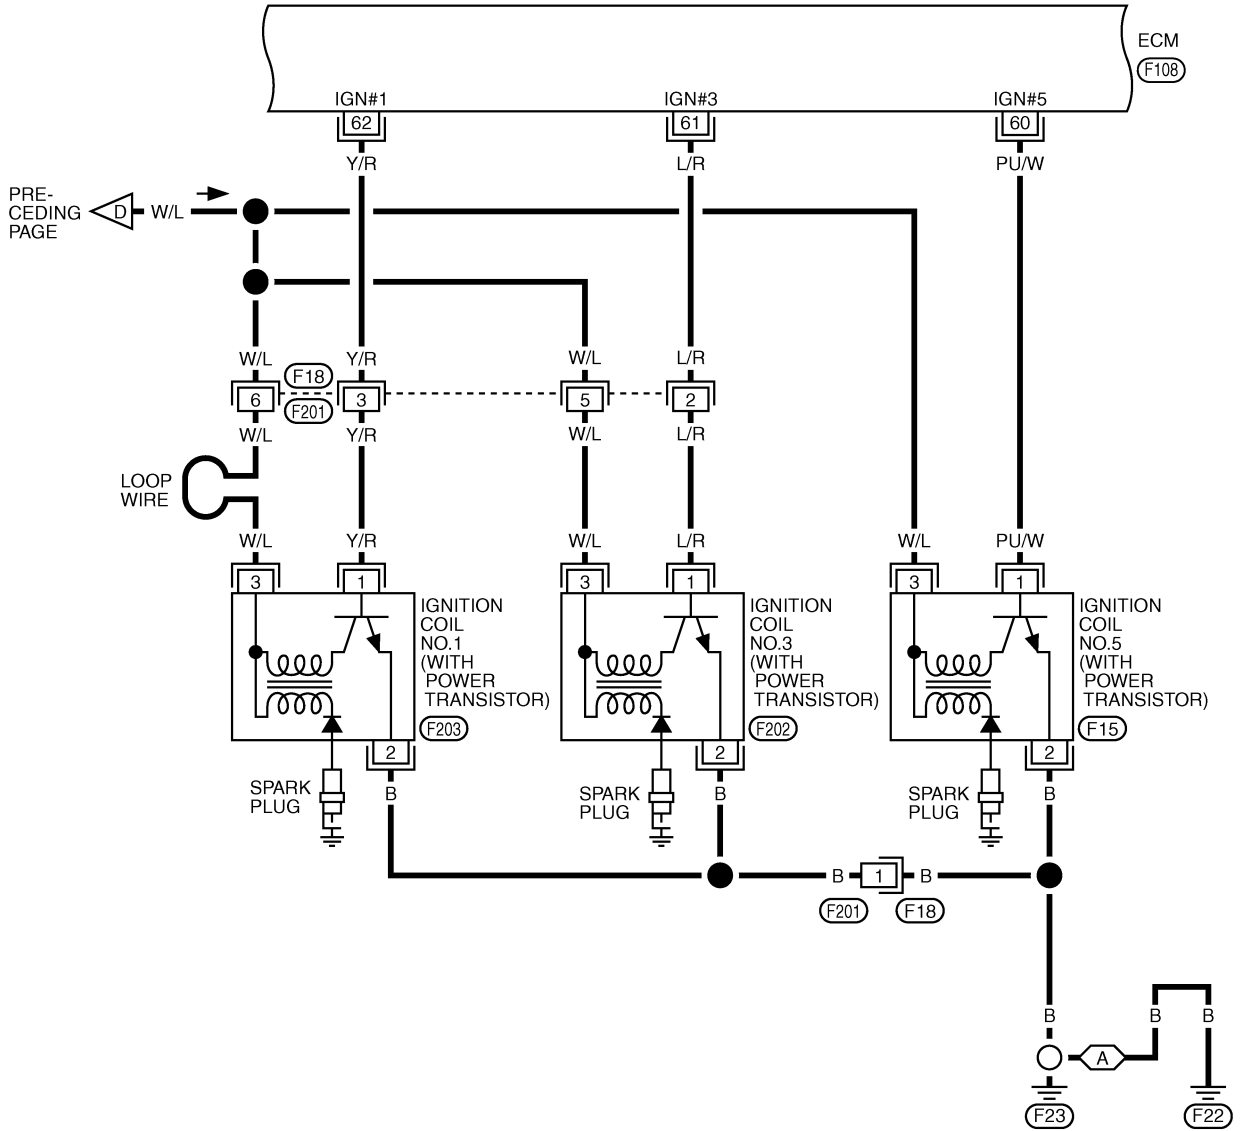 ECM
F108
IGN#1
IGN#3
IGN#5
62
61
60
Y/R
L/R
PU/W
PRE-
CEDING
PAGE
D
W/L
W/L
Y/R
W/L
L/R
F18
6
3
5
2
F201
W/L
Y/R
W/L
L/R
LOOP
WIRE
W/L
Y/R
W/L
L/R
W/L
PU/W
3
1
3
1
3
1
IGNITION
COIL
NO.1
(WITH
POWER
TRANSISTOR)
F203
IGNITION
COIL
NO.3
(WITH
POWER
TRANSISTOR)
F202
IGNITION
COIL
NO.5
(WITH
POWER
TRANSISTOR)
F15
2
2
2
SPARK
PLUG
B
SPARK
PLUG
B
SPARK
PLUG
B
B
1
B
F201
F18
B
B
B
A
F23
F22